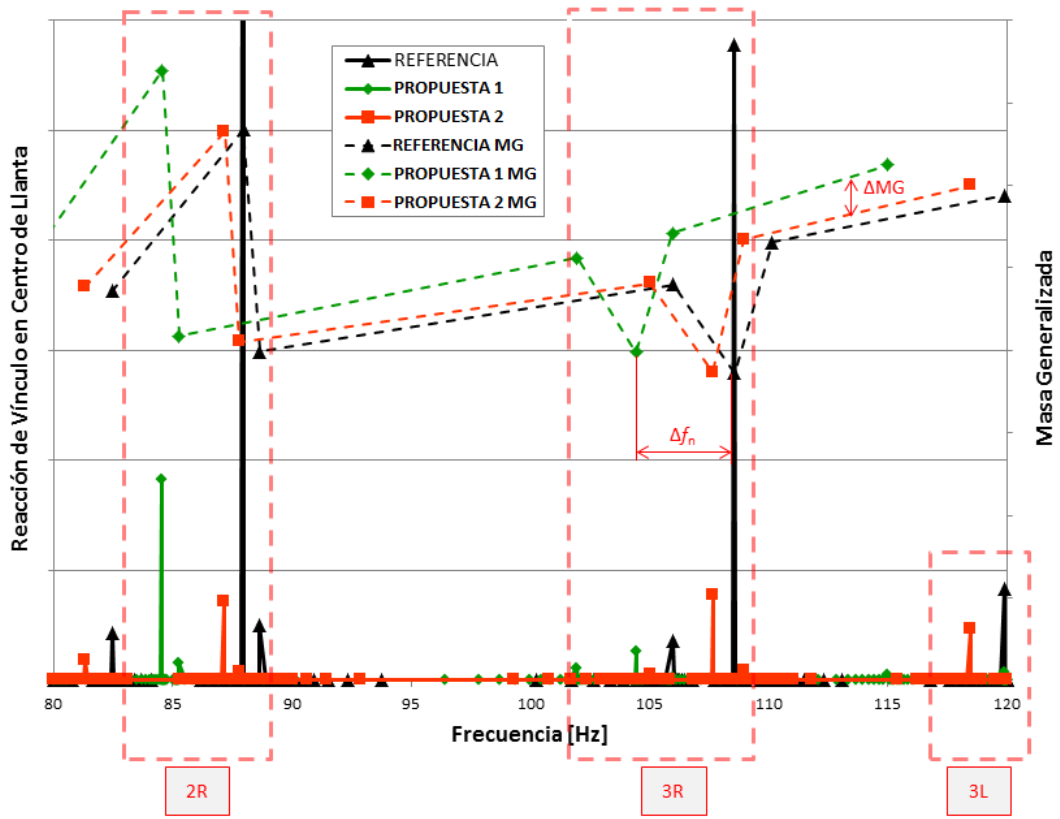 REFERENCIA
PROPUESTA 1
PROPUESTA 2
REFERENCIA MG
PROPUESTA 1 MG
PROPUESTA 2 MG
ΔMG
Δfn
Reacción de Vínculo en Centro de Llanta
Masa Generalizada
80 85 90 95 100 105 110 115 120
Frecuencia [Hz]
2R 3R 3L